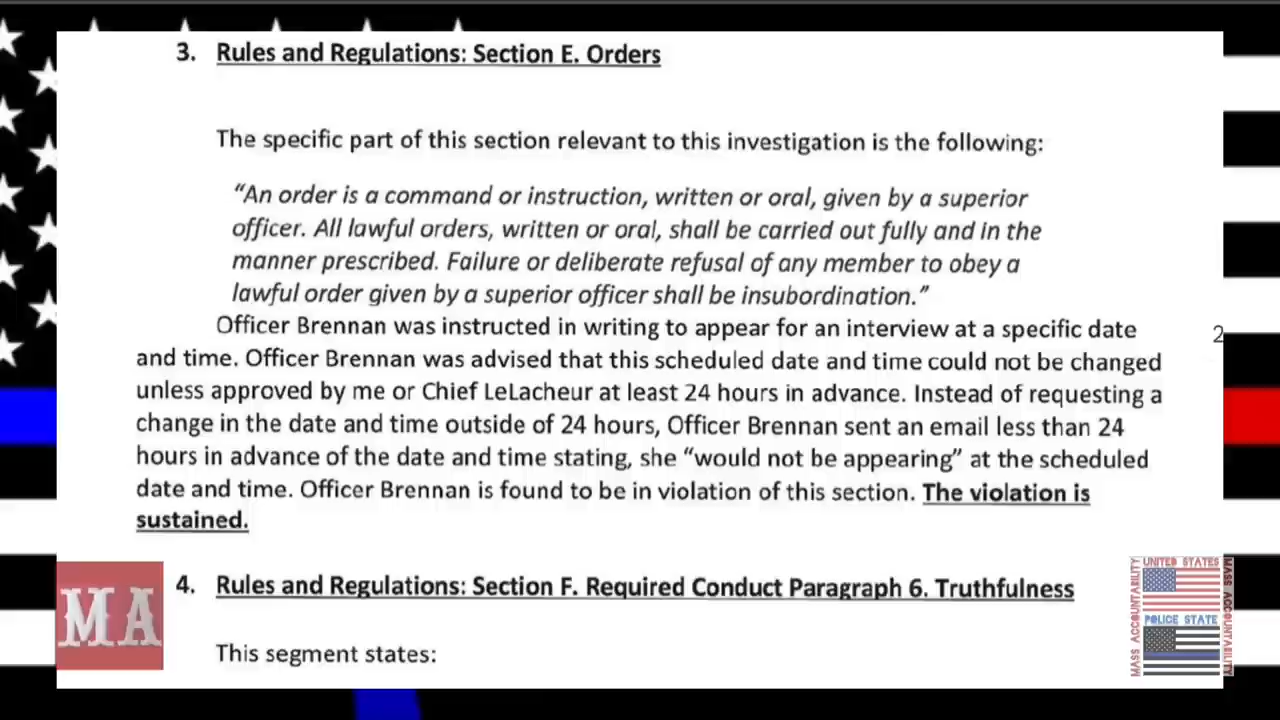 3. Rules and Regulations: Section E. Orders
The specific part of this section relevant to this investigation is the following:
“An order is a command or instruction, written or oral, given by a superior
officer. All lawful orders, written or oral, shall be carried out fully and in the
manner prescribed. Failure or deliberate refusal of any member to obey a
lawful order given by a superior officer shall be insubordination.”
Officer Brennan was instructed in writing to appear for an interview at a specific date
and time. Officer Brennan was advised that this scheduled date and time could not be changed
unless approved by me or Chief LeLacheur at least 24 hours in advance. Instead of requesting a
change in the date and time outside of 24 hours, Officer Brennan sent an email less than 24
hours in advance of the date and time stating, she “would not be appearing” at the scheduled
date and time. Officer Brennan is found to be in violation of this section. The violation is
sustained.
2
4. Rules and Regulations: Section F. Required Conduct Paragraph 6. Truthfulness
This segment states:
MA
MASS ACCOUNTABILITY
UNITED STATES
POLICE STATE
MASS ACCOUNTABILITY